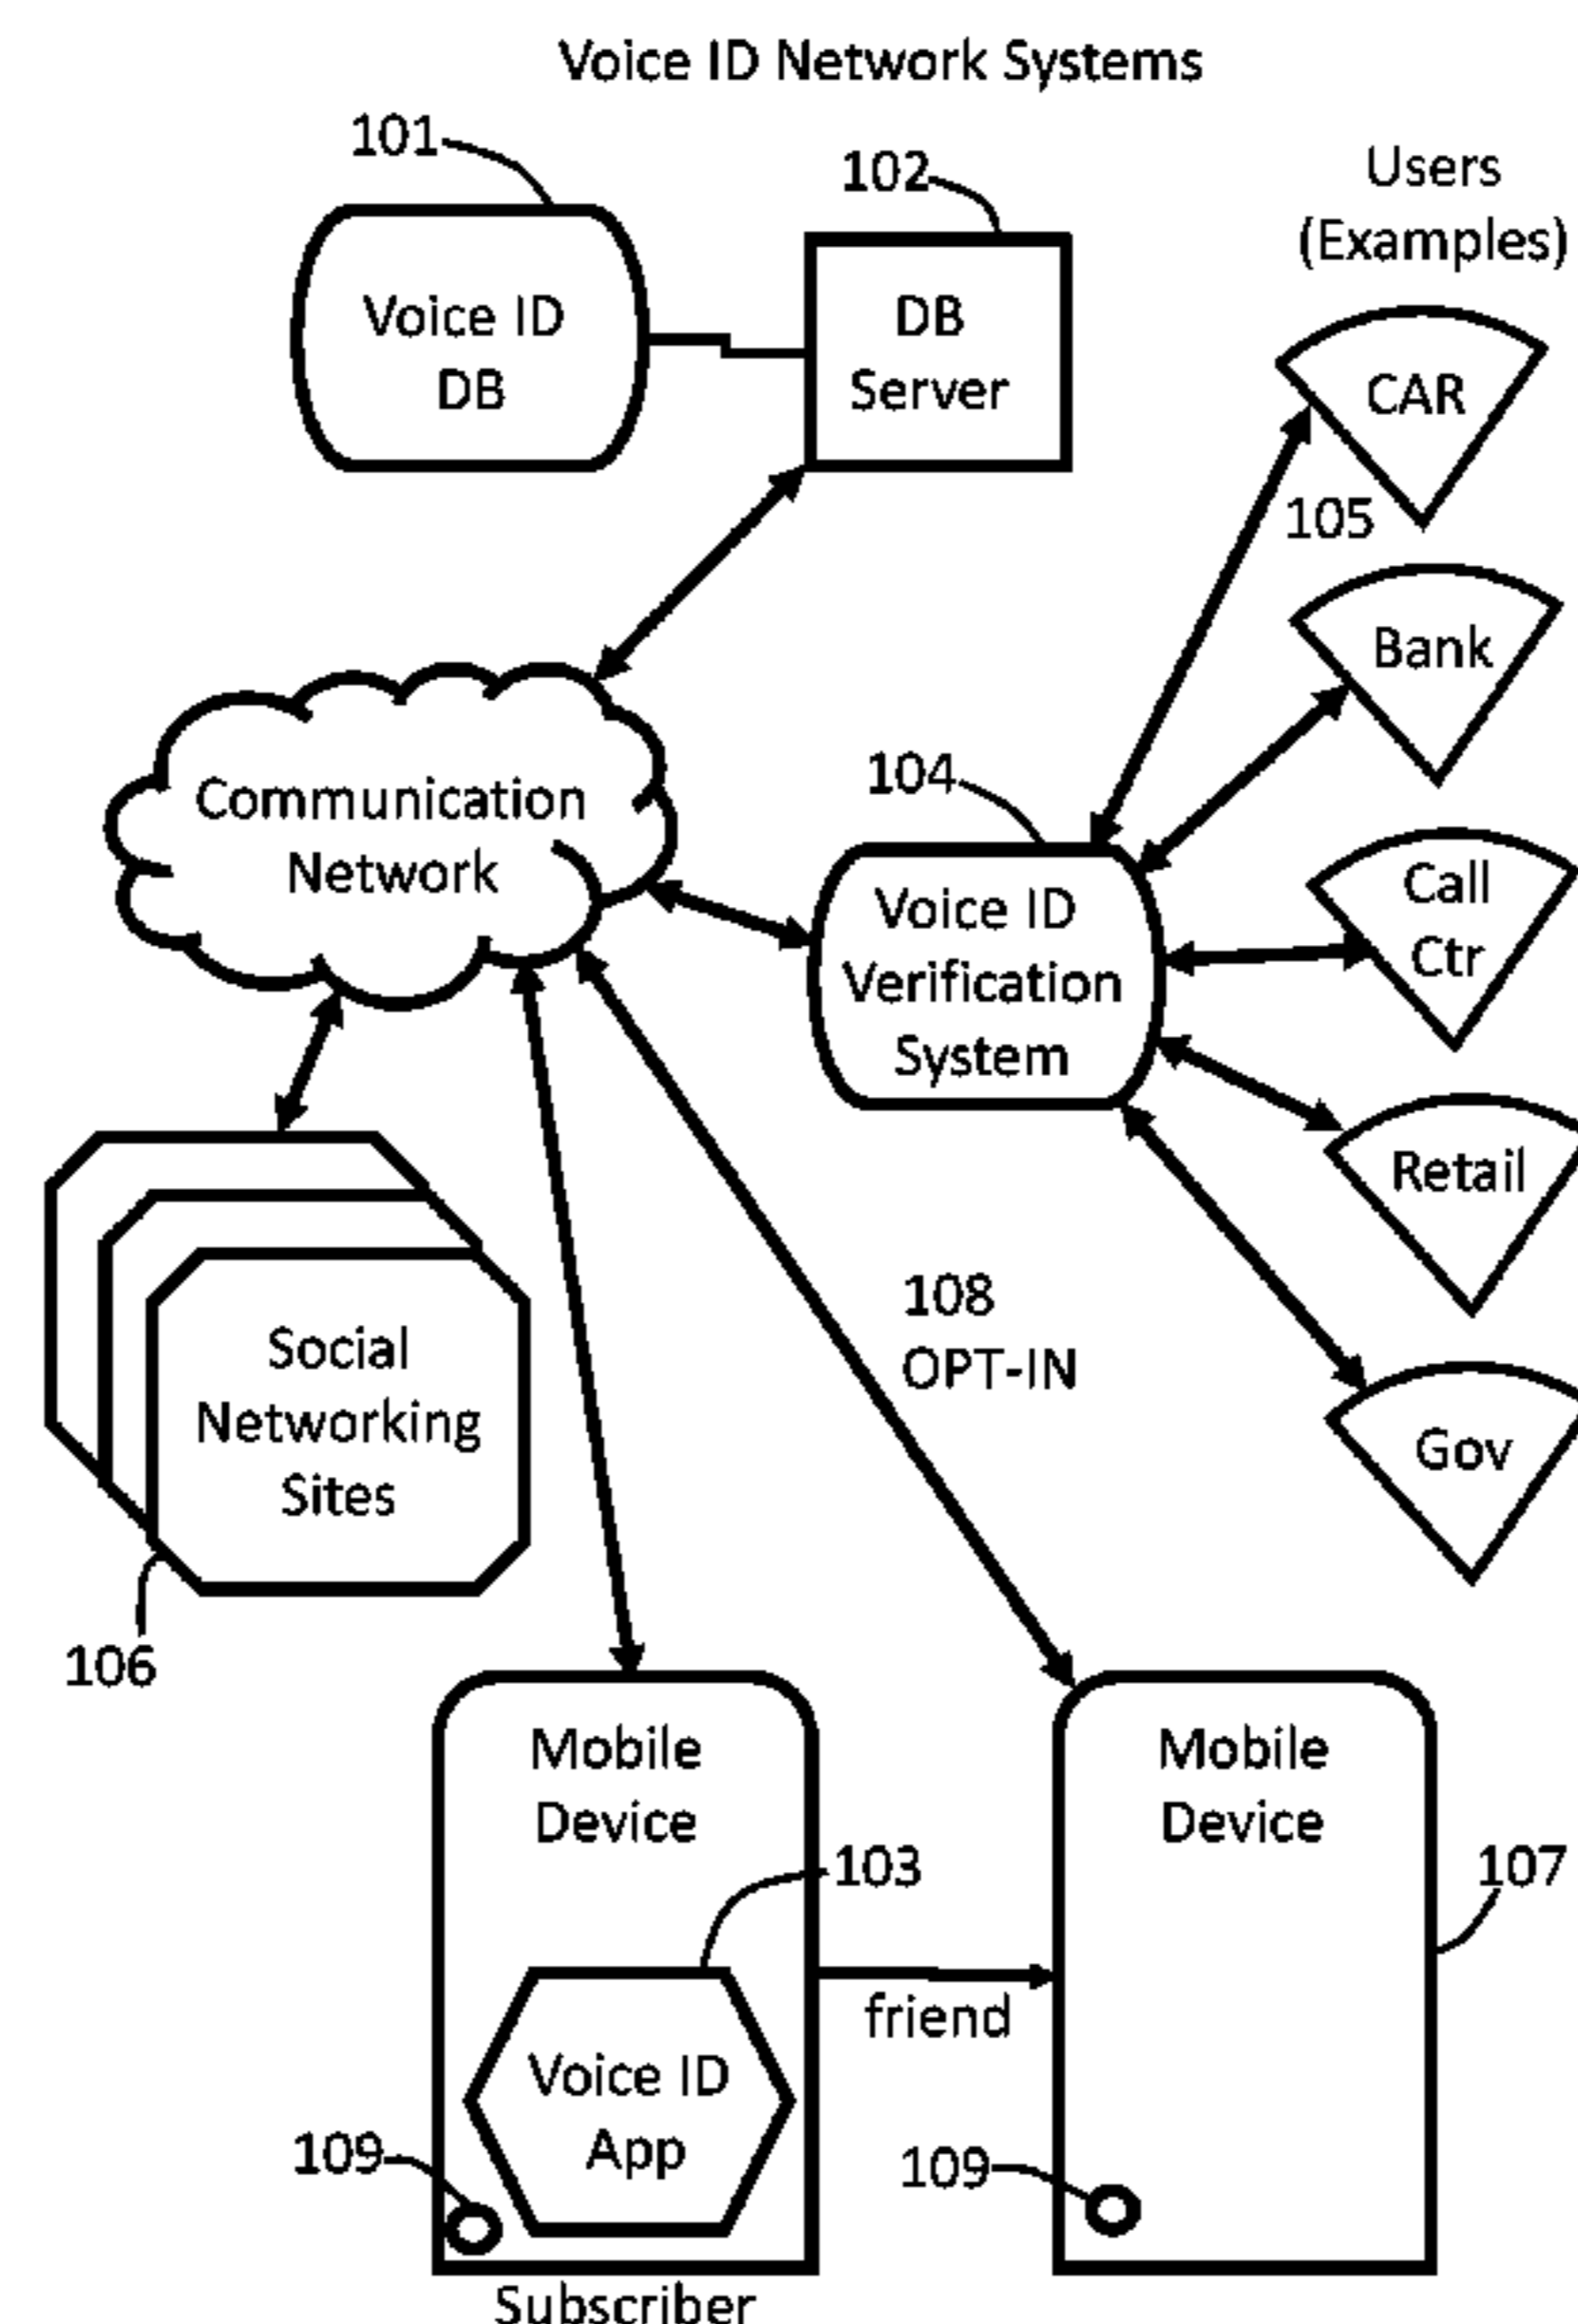 Voice ID Network Systems
101
102
Users
(Examples)
Voice ID
DB
DB
Server
CAR
105
Bank
Communication
Network
104
Voice ID
Verification
System
Call
Ctr
Retail
108
OPT-IN
Gov
Social
Networking
Sites
106
Mobile
Device
Mobile
Device
103
107
friend
Voice ID
App
109
109
Subscriber